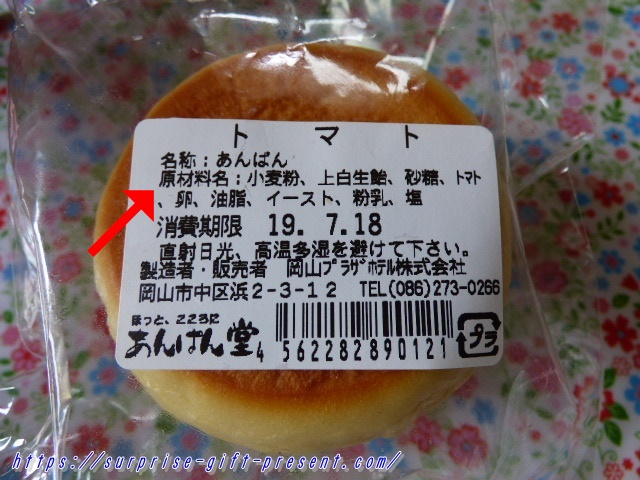 トマト
名称：あんぱん
原材料名：小麦粉、上白生餡、砂糖、トマト
、卵、油脂、イースト、粉乳、塩
消費期限 19. 7.18
直射日光、高温多湿を避けて下さい。
製造者・販売者 岡山プラザホテル株式会社
岡山市中区浜2-3-12 TEL(086)273-0266
ほっと、こころに
あんぱん堂
4 562282 890121
プラ
https://surprise-gift-present.com/